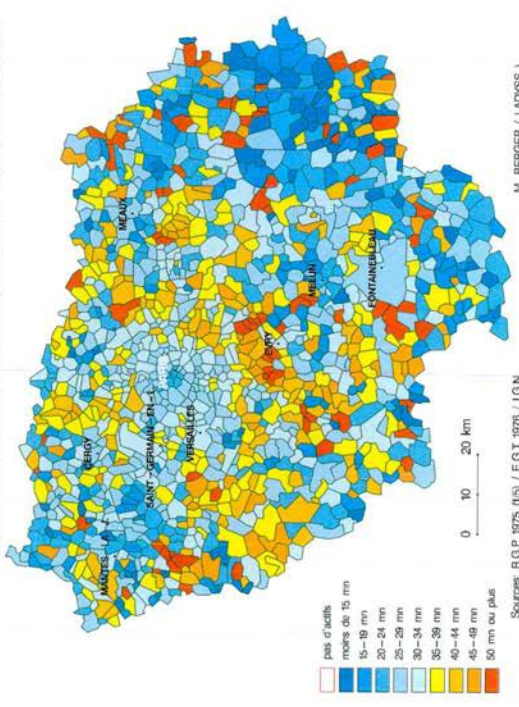 MEAUX
CERGY
MANTES - LA - J.
SAINT - GERMAIN - EN - L.
PARIS
VERSAILLES
EVRY
MELUN
FONTAINEBLEAU
0 10 20 km
pas d'actifs
moins de 15 mn
15-19 mn
20-24 mn
25-29 mn
30-34 mn
35-39 mn
40-44 mn
45-49 mn
50 mn ou plus
Sources: R.G.P. 1975 (1/5) / E.G.T. 1976 / I.G.N.
M. BERGER / LADYSS )